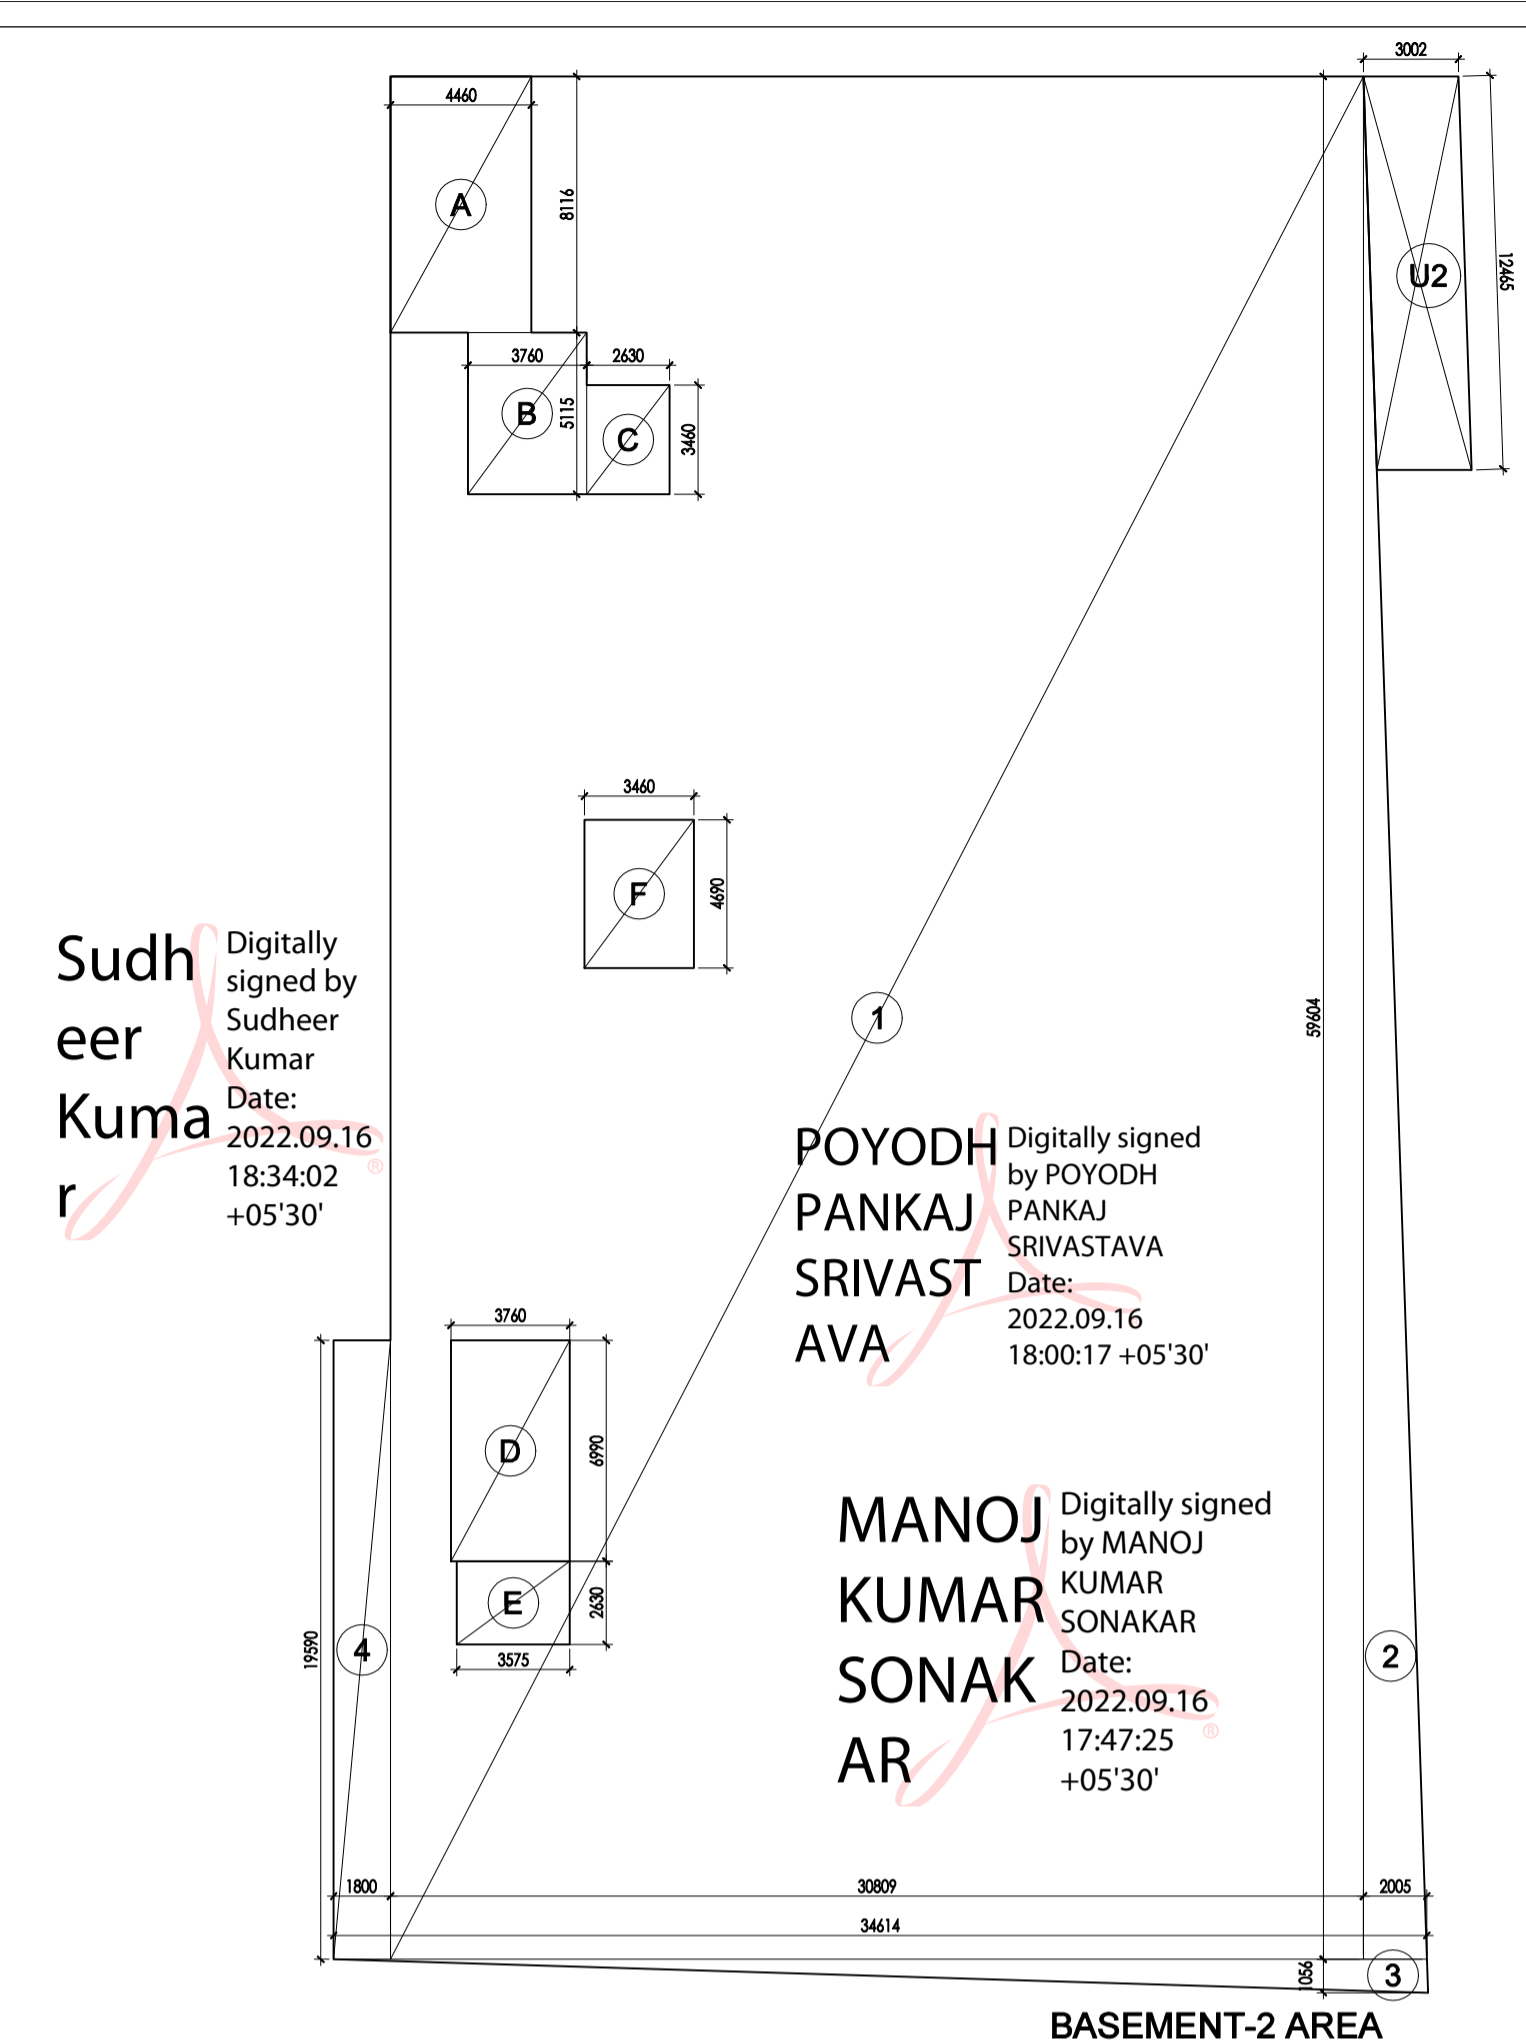 3002
4460
A
8116
U2
12465
3760
2630
B
5115
C
3460
3460
F
4690
1
59604
Sudh
eer
Kuma
r
Digitally
signed by
Sudheer
Kumar
Date:
2022.09.16
18:34:02
+05'30'
®
POYODH
PANKAJ
SRIVAST
AVA
Digitally signed
by POYODH
PANKAJ
SRIVASTAVA
Date:
2022.09.16
18:00:17 +05'30'
3760
D
6990
E
2630
3575
19590
4
MANOJ
KUMAR
SONAK
AR
Digitally signed
by MANOJ
KUMAR
SONAKAR
Date:
2022.09.16
17:47:25
+05'30'
®
2
1800
30809
2005
34614
1056
3
BASEMENT-2 AREA